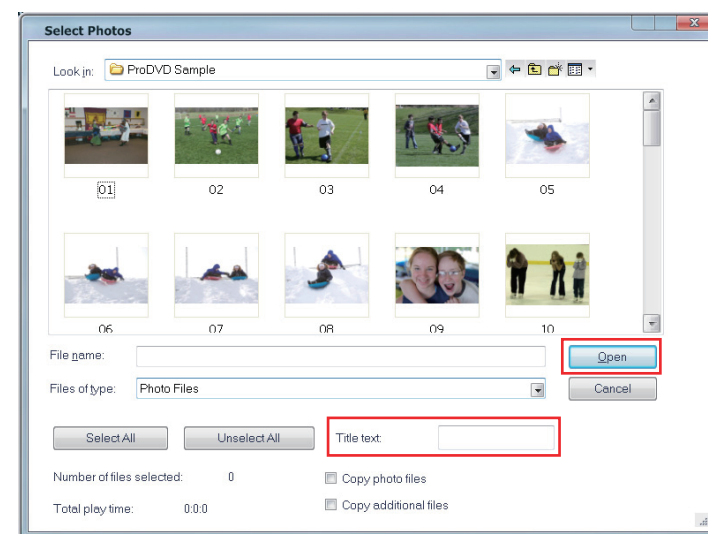 Select Photos
Look in: ProDVD Sample
01 02 03 04 05
06 07 08 09 10
File name: Open
Files of type: Photo Files Cancel
Select All Unselect All Title text:
Number of files selected: 0 Copy photo files
Total play time: 0:0:0 Copy additional files